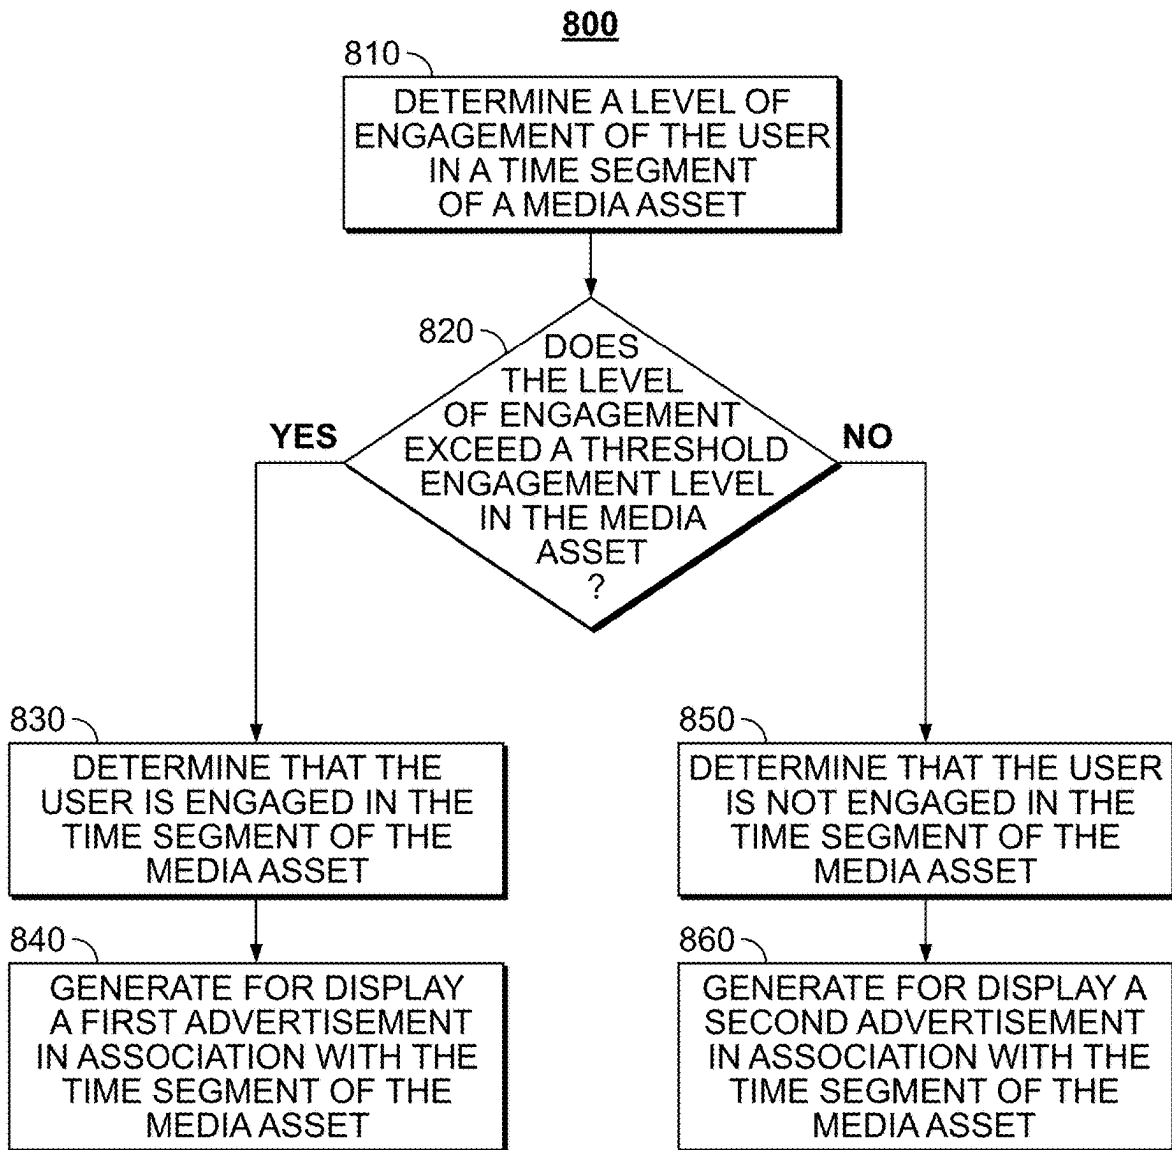 800
810
DETERMINE A LEVEL OF
ENGAGEMENT OF THE USER
IN A TIME SEGMENT
OF A MEDIA ASSET
820
DOES
THE LEVEL
OF ENGAGEMENT
EXCEED A THRESHOLD
ENGAGEMENT LEVEL
IN THE MEDIA
ASSET
?
YES
NO
830
DETERMINE THAT THE
USER IS ENGAGED IN THE
TIME SEGMENT OF THE
MEDIA ASSET
840
GENERATE FOR DISPLAY
A FIRST ADVERTISEMENT
IN ASSOCIATION WITH THE
TIME SEGMENT OF THE
MEDIA ASSET
850
DETERMINE THAT THE USER
IS NOT ENGAGED IN THE
TIME SEGMENT OF THE
MEDIA ASSET
860
GENERATE FOR DISPLAY A
SECOND ADVERTISEMENT
IN ASSOCIATION WITH THE
TIME SEGMENT OF THE
MEDIA ASSET